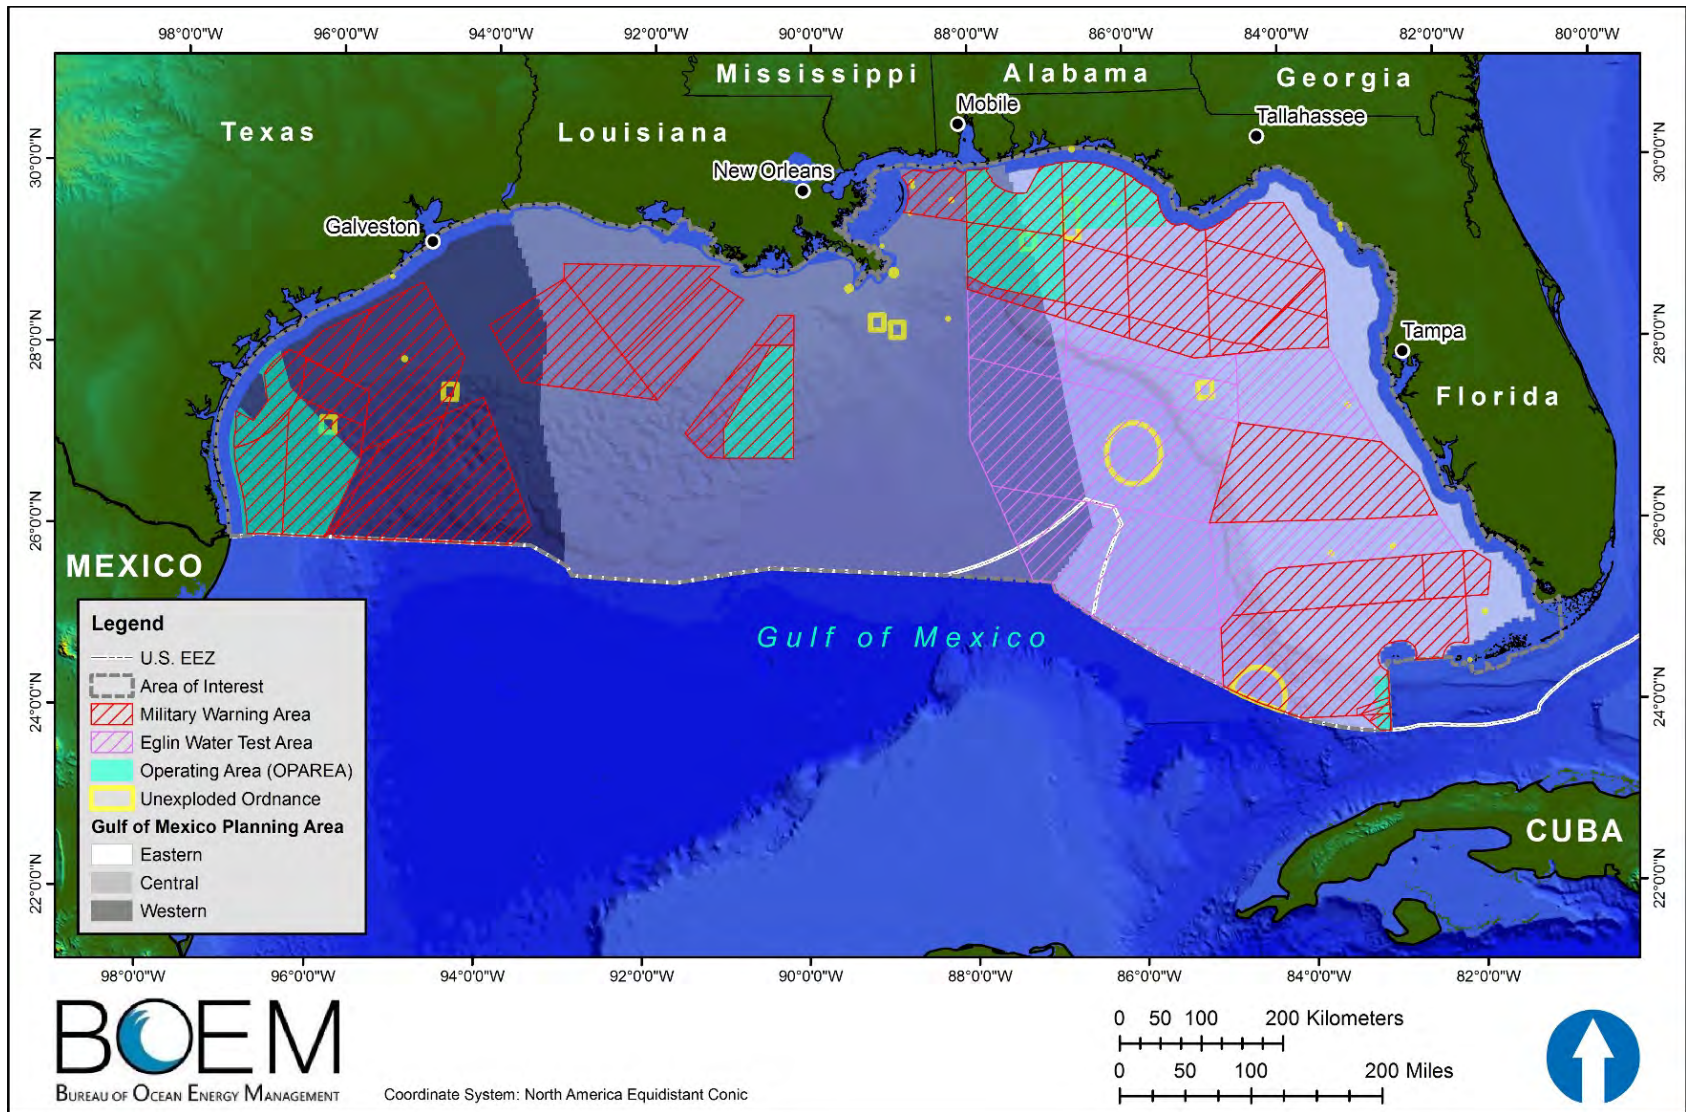 98°0'0"W 96°0'0"W 94°0'0"W 92°0'0"W 90°0'0"W 88°0'0"W 86°0'0"W 84°0'0"W 82°0'0"W 80°0'0"W
Mississippi Alabama Georgia
Mobile
Tallahassee
Texas Louisiana
30°0'0"N 30°0'0"N
New Orleans
Galveston
28°0'0"N 28°0'0"N
Tampa
Florida
26°0'0"N 26°0'0"N
MEXICO
Gulf of Mexico
24°0'0"N 24°0'0"N
Legend
U.S. EEZ
Area of Interest
Military Warning Area
Eglin Water Test Area
Operating Area (OPAREA)
Unexploded Ordnance
Gulf of Mexico Planning Area
Eastern
Central
Western
CUBA
22°0'0"N 22°0'0"N
98°0'0"W 96°0'0"W 94°0'0"W 92°0'0"W 90°0'0"W 88°0'0"W 86°0'0"W 84°0'0"W 82°0'0"W
BOEM
BUREAU OF OCEAN ENERGY MANAGEMENT
Coordinate System: North America Equidistant Conic
0 50 100 200 Kilometers
0 50 100 200 Miles